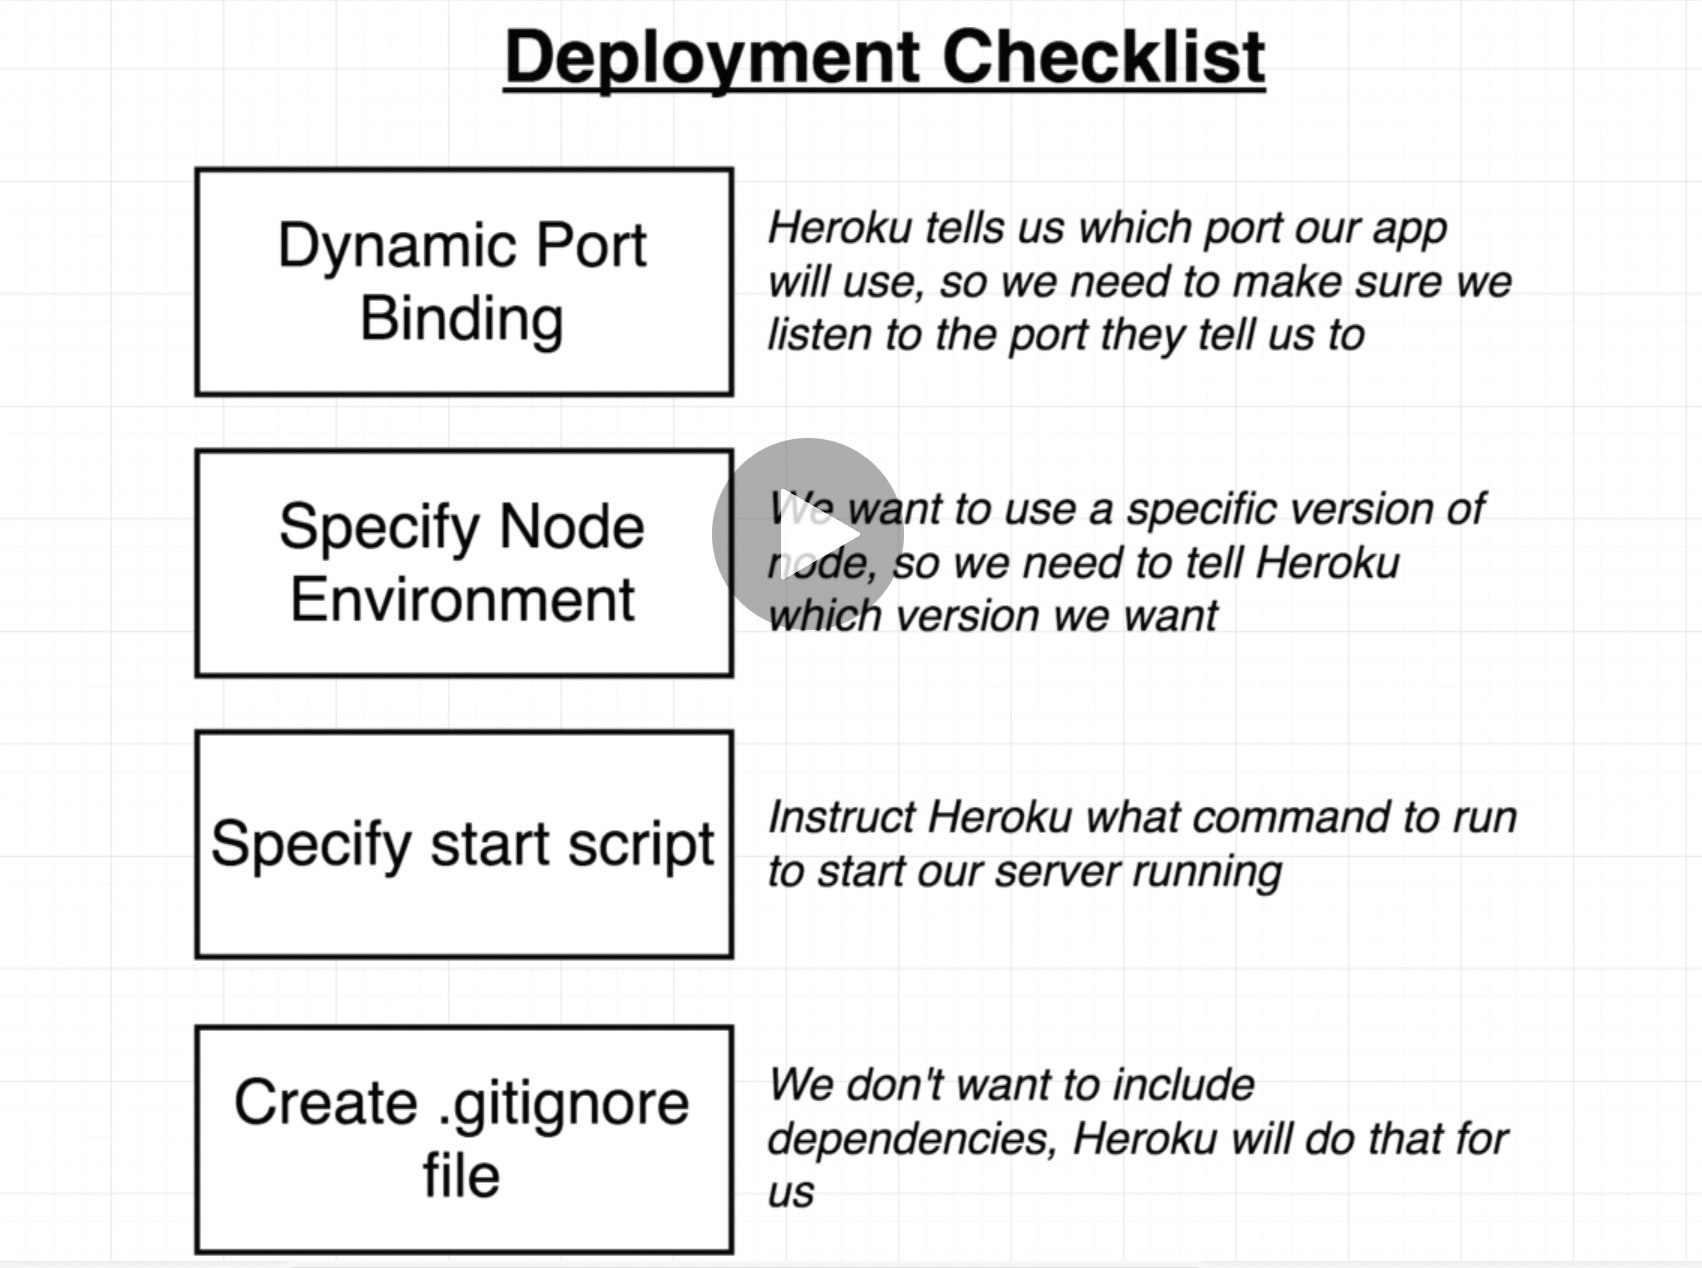 Deployment Checklist
Dynamic Port
Binding
Heroku tells us which port our app
will use, so we need to make sure we
listen to the port they tell us to
Specify Node
Environment
We want to use a specific version of
node, so we need to tell Heroku
which version we want
Specify start script
Instruct Heroku what command to run
to start our server running
Create .gitignore
file
We don't want to include
dependencies, Heroku will do that for
us